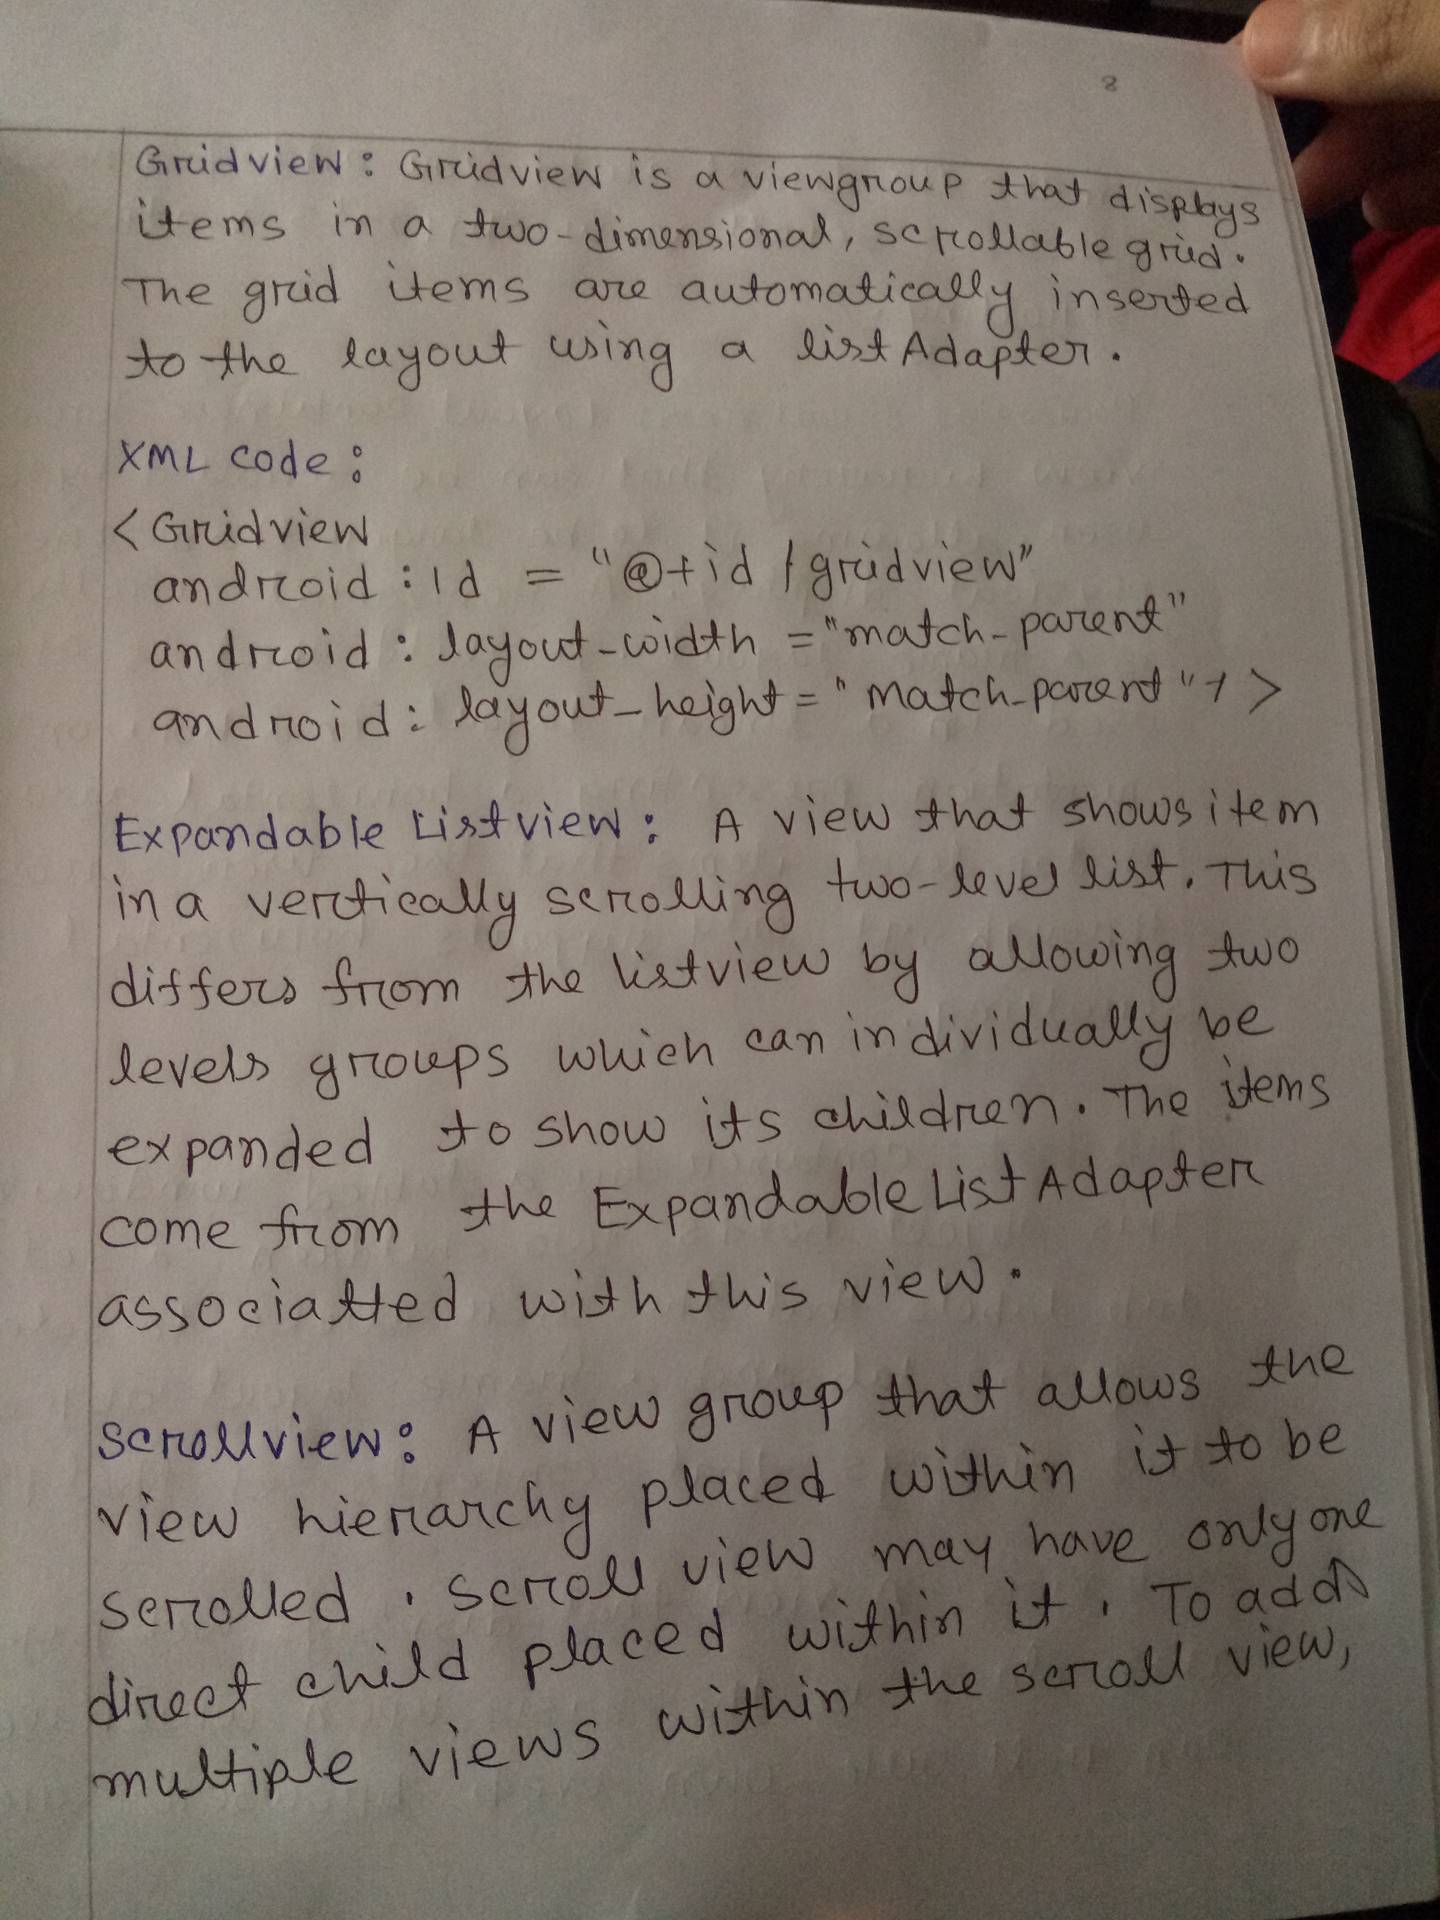 8
Gridview: Gridview is a viewgroup that displays
items in a two-dimensional, scrollable grid.
The grid items are automatically inserted
to the layout using a list Adapter.
XML code:
< Gridview
android : id = "@+id / gridview"
android : layout_width = "match-parent"
android : layout_height = "match-parent" />
Expandable Listview: A view that shows item
in a vertically scrolling two-level list. This
differs from the listview by allowing two
levels groups which can individually be
expanded to show its children. The items
come from the Expandable List Adapter
associatted with this view.
Scrollview: A view group that allows the
view hierarchy placed within it to be
scrolled. scroll view may have only one
direct child placed within it. To add
multiple views within the scroll view,